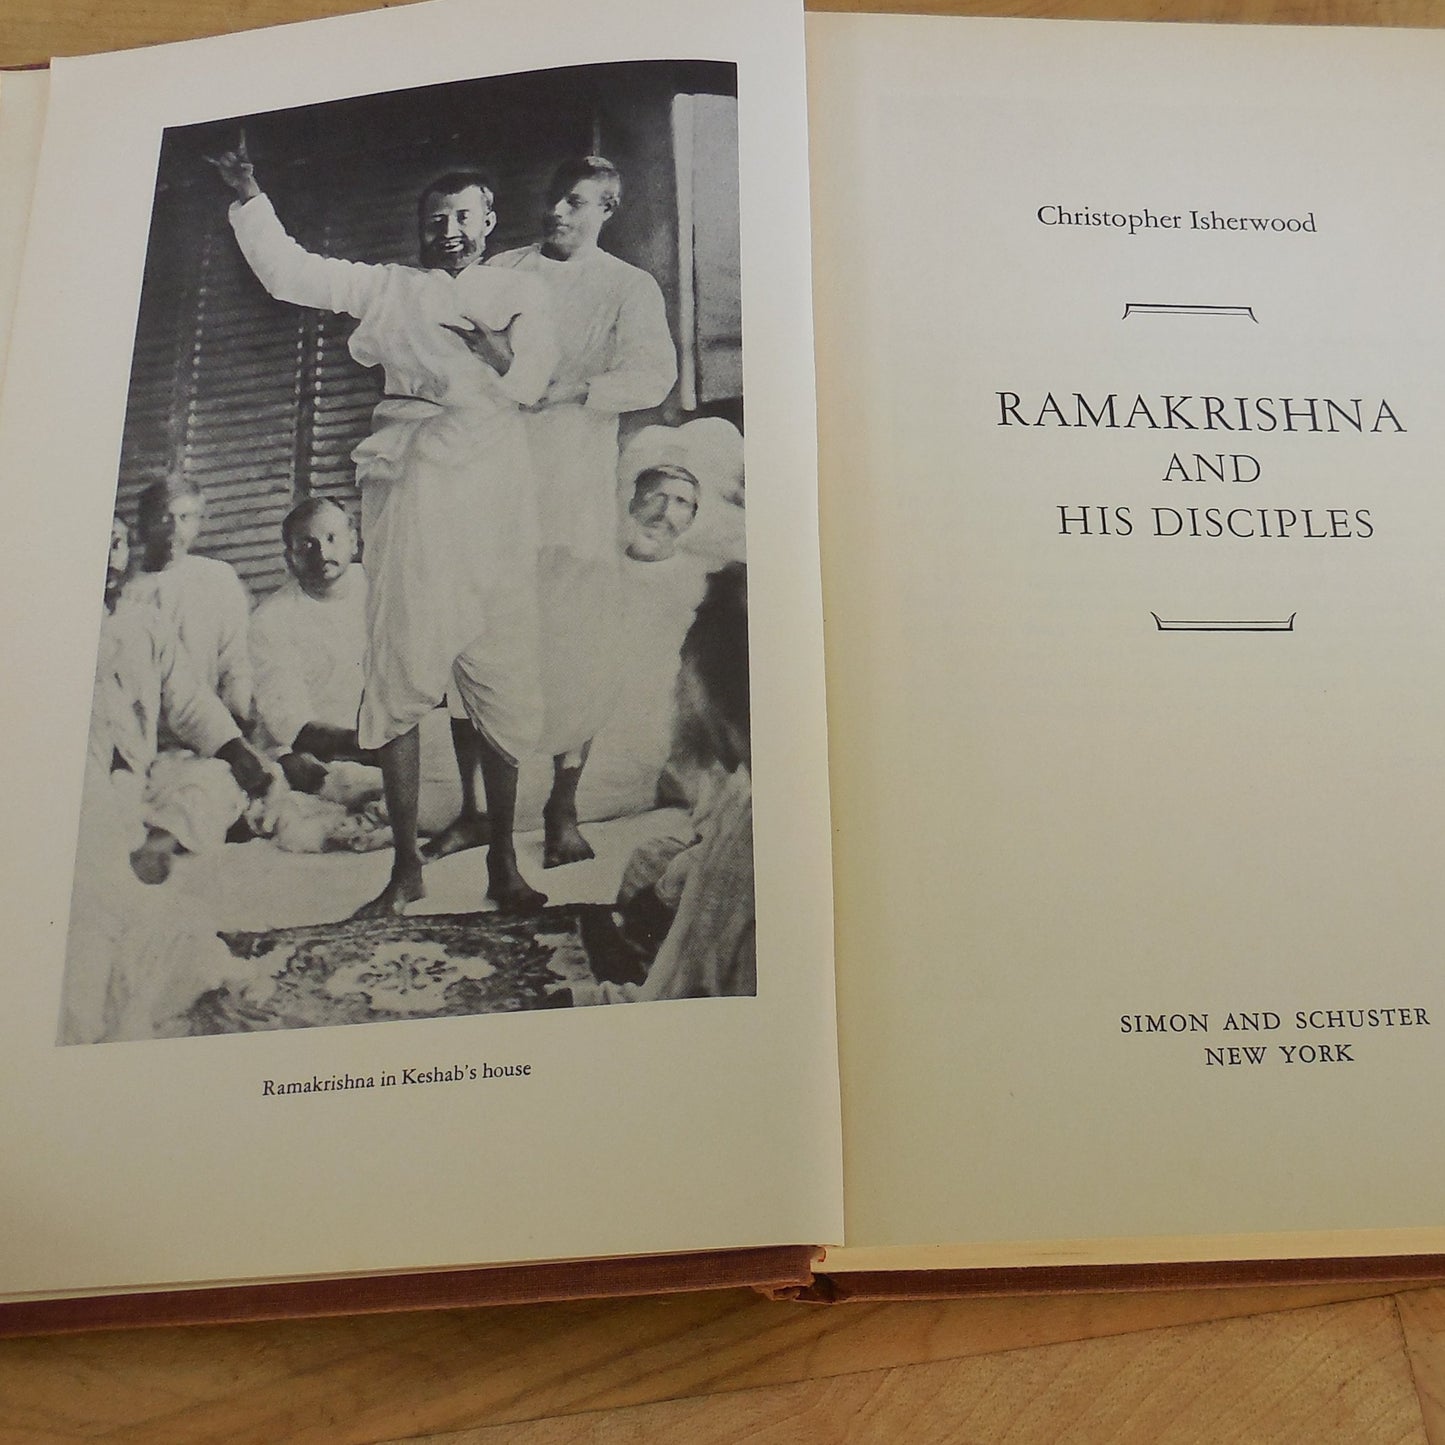 Ramakrishna in Keshab's house
Christopher Isherwood
RAMAKRISHNA
AND
HIS DISCIPLES
SIMON AND SCHUSTER
NEW YORK